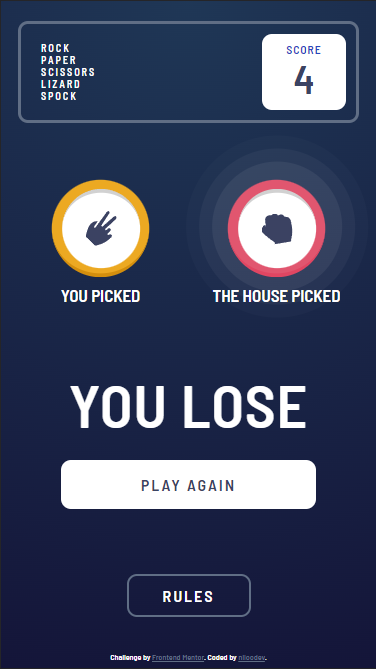 ROCK
PAPER
SCISSORS
LIZARD
SPOCK
SCORE
4
YOU PICKED
THE HOUSE PICKED
YOU LOSE
PLAY AGAIN
RULES
Challenge by Frontend Mentor. Coded by niloodev.